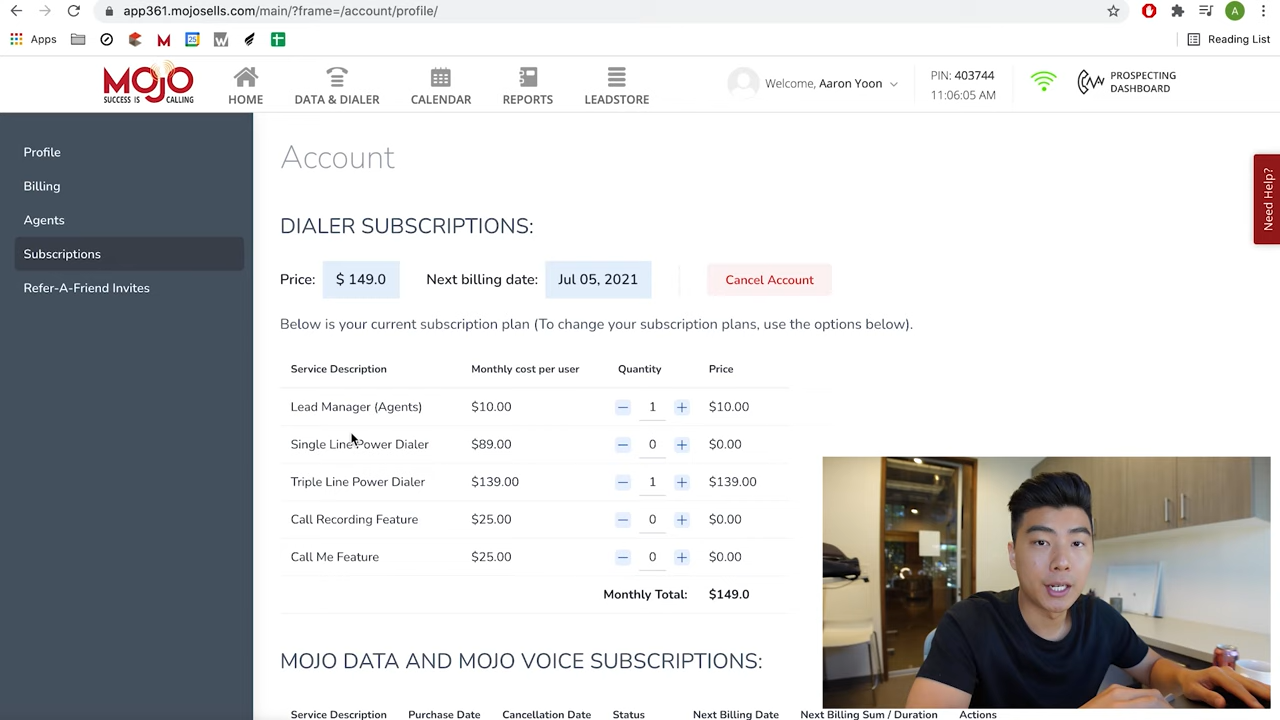 app361.mojosells.com/main/?frame=/account/profile/
A
Apps
Reading List
MOJO
SUCCESS IS CALLING
HOME
DATA & DIALER
CALENDAR
REPORTS
LEADSTORE
Welcome, Aaron Yoon
PIN: 403744
11:06:05 AM
PROSPECTING
DASHBOARD
Profile
Billing
Agents
Subscriptions
Refer-A-Friend Invites
Need Help?
Account
DIALER SUBSCRIPTIONS:
Price: $ 149.0 Next billing date: Jul 05, 2021 Cancel Account
Below is your current subscription plan (To change your subscription plans, use the options below).
Service Description Monthly cost per user Quantity Price
Lead Manager (Agents) $10.00 − 1 + $10.00
Single Line Power Dialer $89.00 − 0 + $0.00
Triple Line Power Dialer $139.00 − 1 + $139.00
Call Recording Feature $25.00 − 0 + $0.00
Call Me Feature $25.00 − 0 + $0.00
Monthly Total: $149.0
MOJO DATA AND MOJO VOICE SUBSCRIPTIONS:
Service Description Purchase Date Cancellation Date Status Next Billing Date Next Billing Sum / Duration Actions